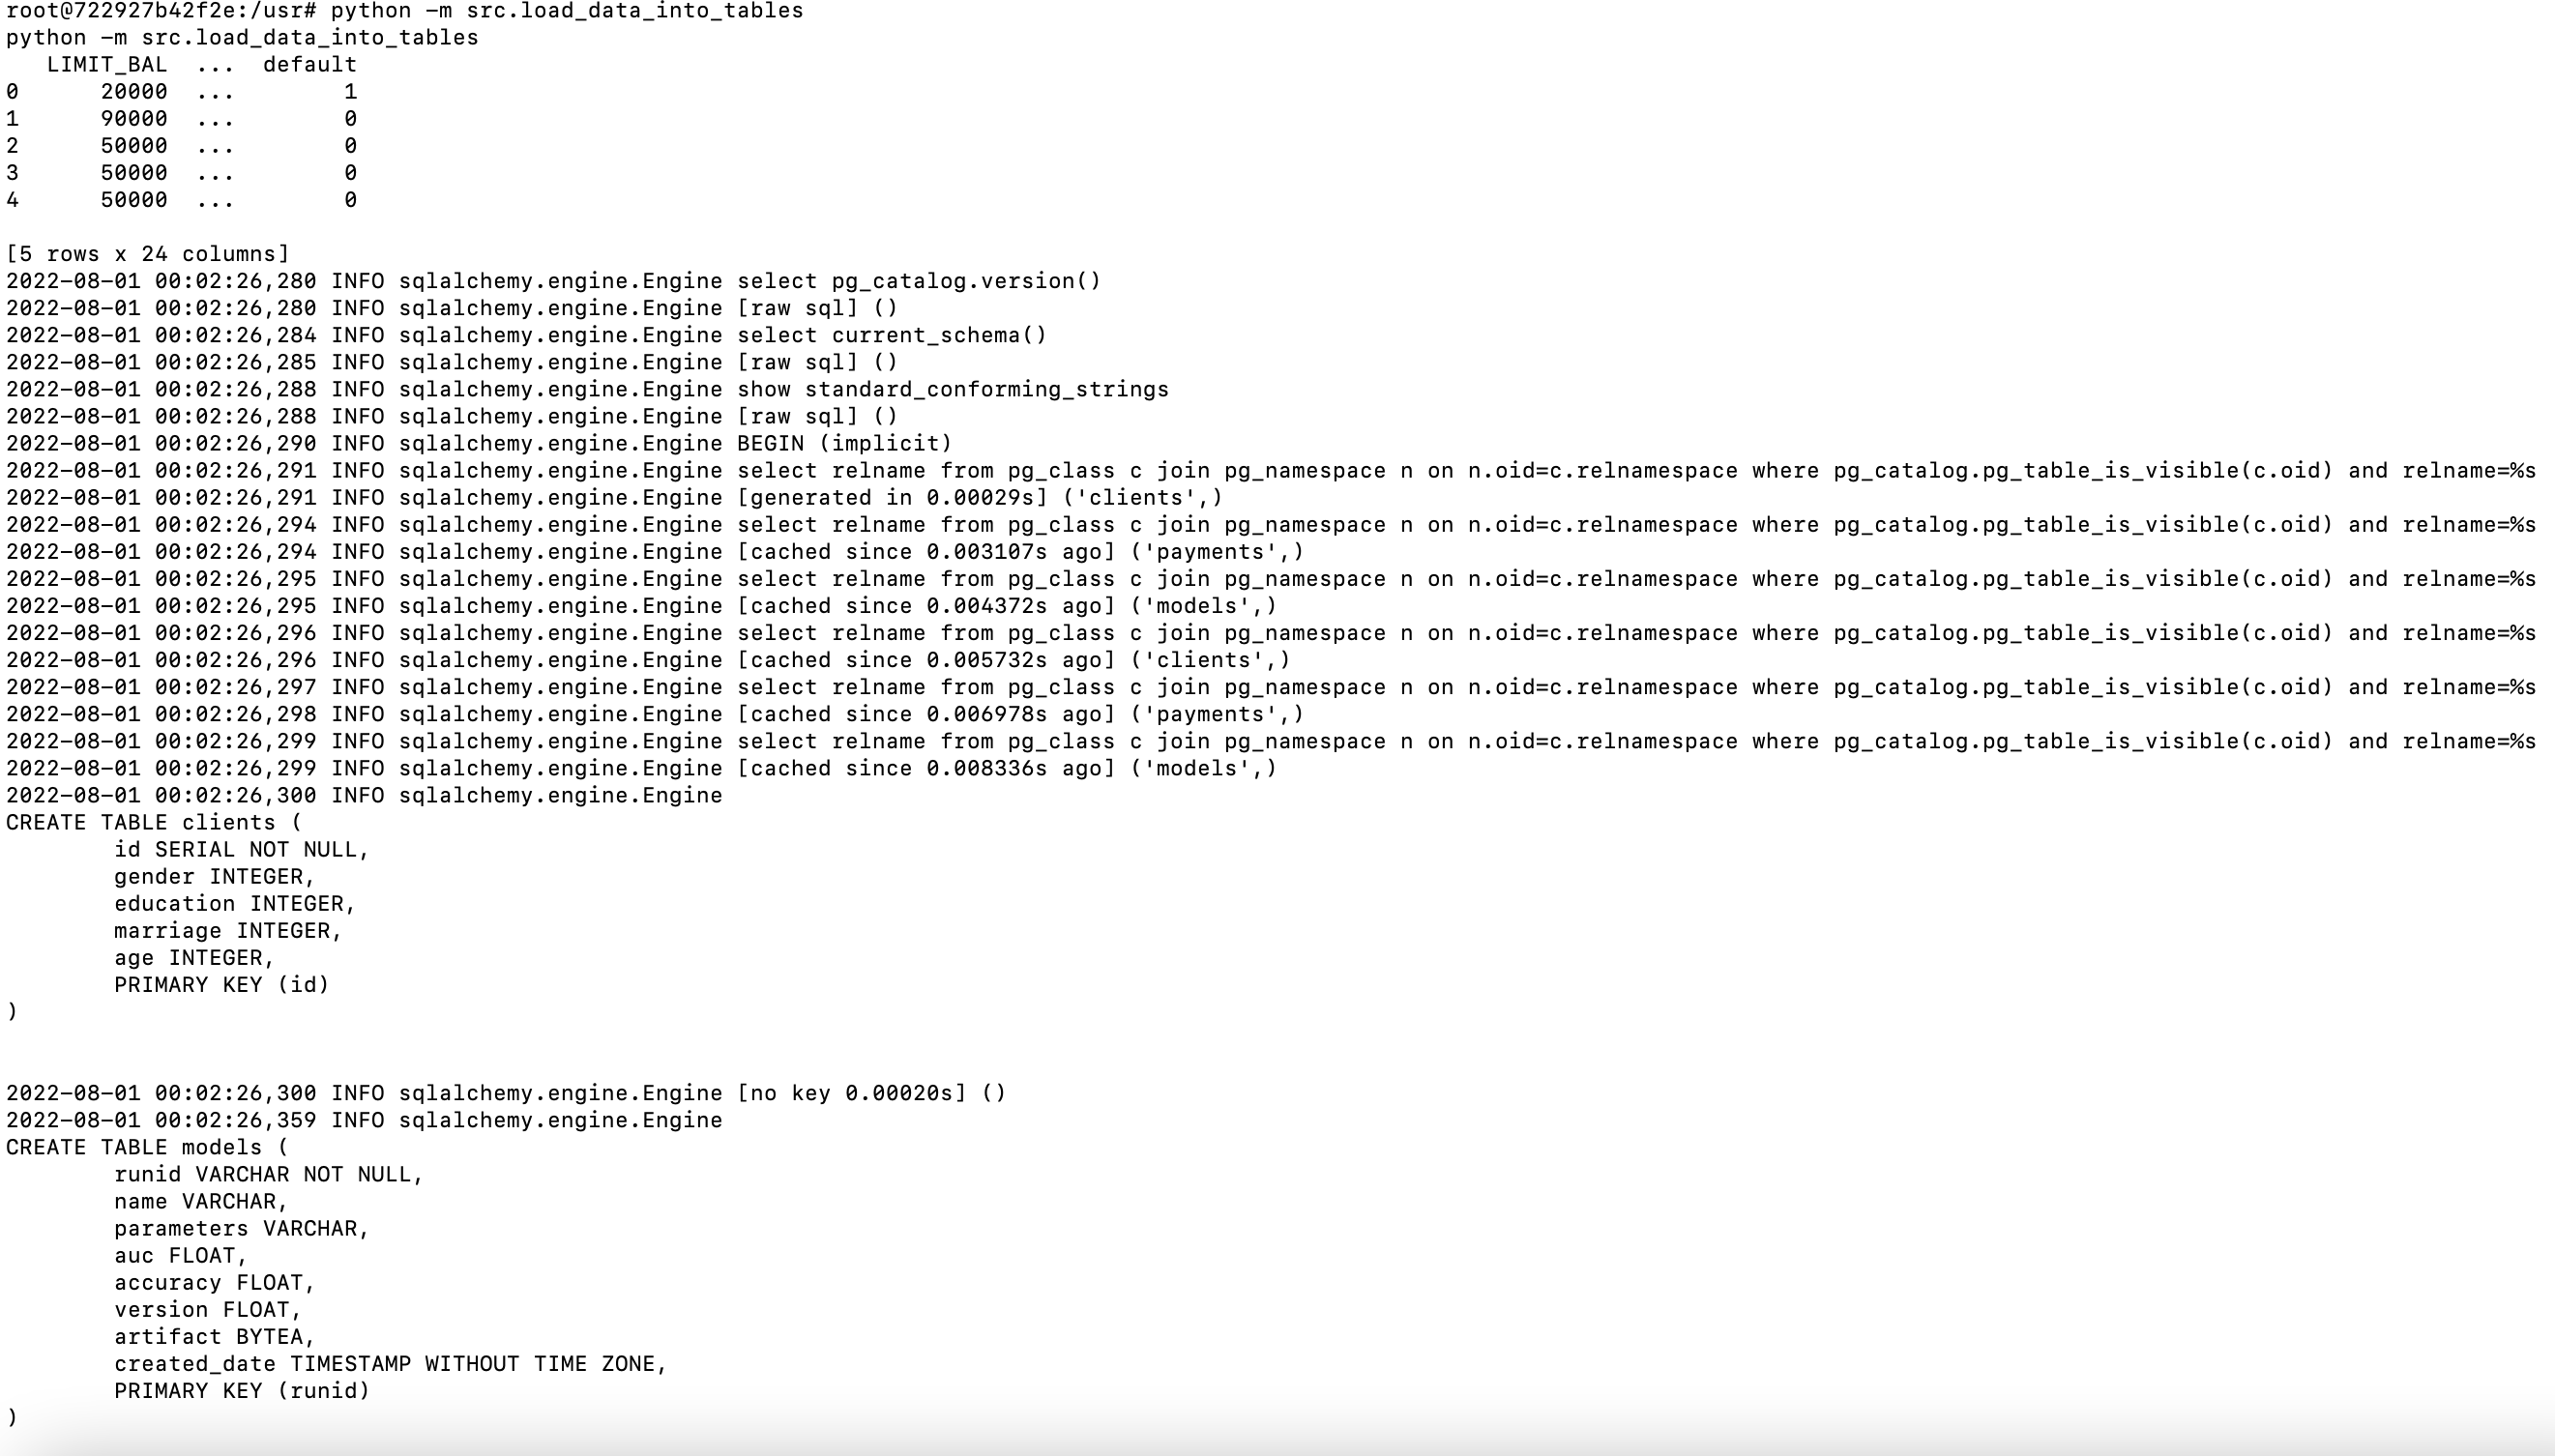 root@722927b42f2e:/usr# python -m src.load_data_into_tables
python -m src.load_data_into_tables
   LIMIT_BAL  ...  default
0      20000  ...        1
1      90000  ...        0
2      50000  ...        0
3      50000  ...        0
4      50000  ...        0
[5 rows x 24 columns]
2022-08-01 00:02:26,280 INFO sqlalchemy.engine.Engine select pg_catalog.version()
2022-08-01 00:02:26,280 INFO sqlalchemy.engine.Engine [raw sql] ()
2022-08-01 00:02:26,284 INFO sqlalchemy.engine.Engine select current_schema()
2022-08-01 00:02:26,285 INFO sqlalchemy.engine.Engine [raw sql] ()
2022-08-01 00:02:26,288 INFO sqlalchemy.engine.Engine show standard_conforming_strings
2022-08-01 00:02:26,288 INFO sqlalchemy.engine.Engine [raw sql] ()
2022-08-01 00:02:26,290 INFO sqlalchemy.engine.Engine BEGIN (implicit)
2022-08-01 00:02:26,291 INFO sqlalchemy.engine.Engine select relname from pg_class c join pg_namespace n on n.oid=c.relnamespace where pg_catalog.pg_table_is_visible(c.oid) and relname=%s
2022-08-01 00:02:26,291 INFO sqlalchemy.engine.Engine [generated in 0.00029s] ('clients',)
2022-08-01 00:02:26,294 INFO sqlalchemy.engine.Engine select relname from pg_class c join pg_namespace n on n.oid=c.relnamespace where pg_catalog.pg_table_is_visible(c.oid) and relname=%s
2022-08-01 00:02:26,294 INFO sqlalchemy.engine.Engine [cached since 0.003107s ago] ('payments',)
2022-08-01 00:02:26,295 INFO sqlalchemy.engine.Engine select relname from pg_class c join pg_namespace n on n.oid=c.relnamespace where pg_catalog.pg_table_is_visible(c.oid) and relname=%s
2022-08-01 00:02:26,295 INFO sqlalchemy.engine.Engine [cached since 0.004372s ago] ('models',)
2022-08-01 00:02:26,296 INFO sqlalchemy.engine.Engine select relname from pg_class c join pg_namespace n on n.oid=c.relnamespace where pg_catalog.pg_table_is_visible(c.oid) and relname=%s
2022-08-01 00:02:26,296 INFO sqlalchemy.engine.Engine [cached since 0.005732s ago] ('clients',)
2022-08-01 00:02:26,297 INFO sqlalchemy.engine.Engine select relname from pg_class c join pg_namespace n on n.oid=c.relnamespace where pg_catalog.pg_table_is_visible(c.oid) and relname=%s
2022-08-01 00:02:26,298 INFO sqlalchemy.engine.Engine [cached since 0.006978s ago] ('payments',)
2022-08-01 00:02:26,299 INFO sqlalchemy.engine.Engine select relname from pg_class c join pg_namespace n on n.oid=c.relnamespace where pg_catalog.pg_table_is_visible(c.oid) and relname=%s
2022-08-01 00:02:26,299 INFO sqlalchemy.engine.Engine [cached since 0.008336s ago] ('models',)
2022-08-01 00:02:26,300 INFO sqlalchemy.engine.Engine
CREATE TABLE clients (
        id SERIAL NOT NULL,
        gender INTEGER,
        education INTEGER,
        marriage INTEGER,
        age INTEGER,
        PRIMARY KEY (id)
)
2022-08-01 00:02:26,300 INFO sqlalchemy.engine.Engine [no key 0.00020s] ()
2022-08-01 00:02:26,359 INFO sqlalchemy.engine.Engine
CREATE TABLE models (
        runid VARCHAR NOT NULL,
        name VARCHAR,
        parameters VARCHAR,
        auc FLOAT,
        accuracy FLOAT,
        version FLOAT,
        artifact BYTEA,
        created_date TIMESTAMP WITHOUT TIME ZONE,
        PRIMARY KEY (runid)
)